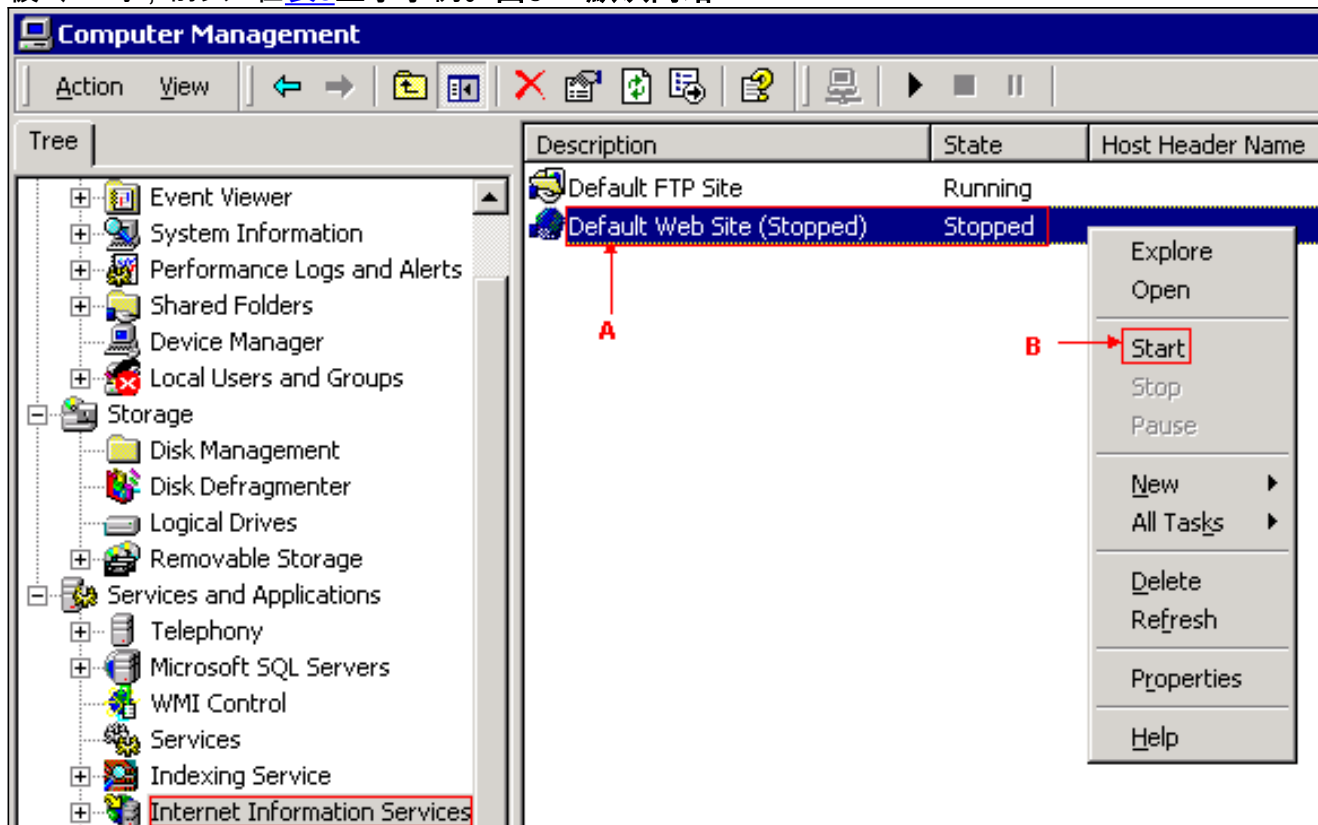 Computer Management
Action View
Tree
Description State Host Header Name
Event Viewer
System Information
Performance Logs and Alerts
Shared Folders
Device Manager
Local Users and Groups
Storage
Disk Management
Disk Defragmenter
Logical Drives
Removable Storage
Services and Applications
Telephony
Microsoft SQL Servers
WMI Control
Services
Indexing Service
Internet Information Services
Default FTP Site Running
Default Web Site (Stopped) Stopped
A
B
Explore
Open
Start
Stop
Pause
New
All Tasks
Delete
Refresh
Properties
Help